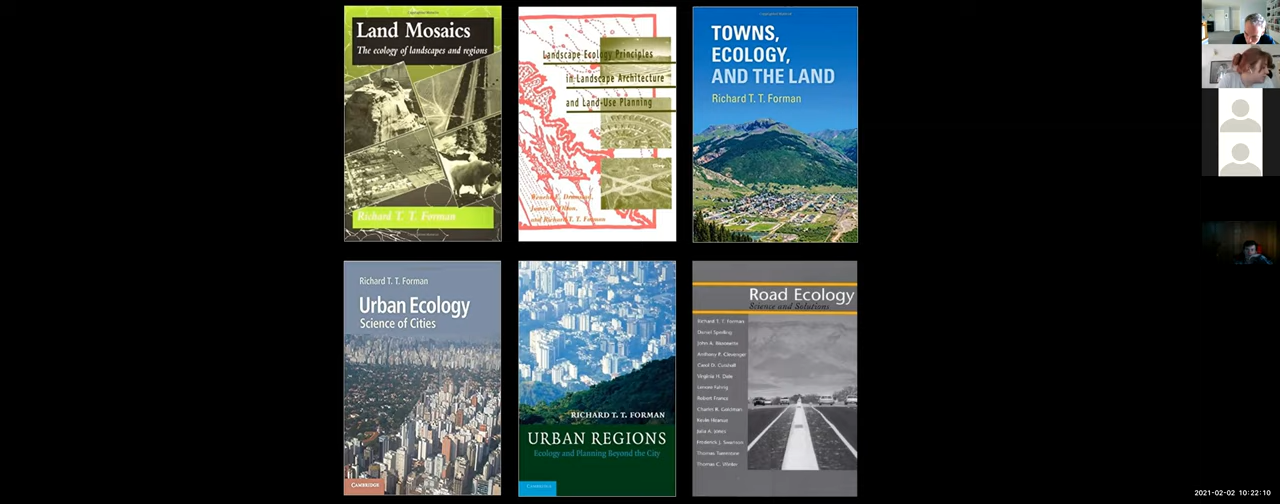 Land Mosaics
The ecology of landscapes and regions
Richard T. T. Forman
Landscape Ecology Principles
in Landscape Architecture
and Land-Use Planning
and Richard T. T. Forman
TOWNS,
ECOLOGY,
AND THE LAND
Richard T. T. Forman
Richard T. T. Forman
Urban Ecology
Science of Cities
CAMBRIDGE
RICHARD T. T. FORMAN
URBAN REGIONS
Ecology and Planning Beyond the City
CAMBRIDGE
Road Ecology
Science and Solutions
Richard T. T. Forman
Daniel Sperling
John A. Bissonette
Anthony P. Clevenger
Carol D. Cutshall
Virginia H. Dale
Lenore Fahrig
Robert France
Charles R. Goldman
Kevin Heanue
Julia A. Jones
Frederick J. Swanson
Thomas Turrentine
Thomas C. Winter
2021-02-02 10:22:10